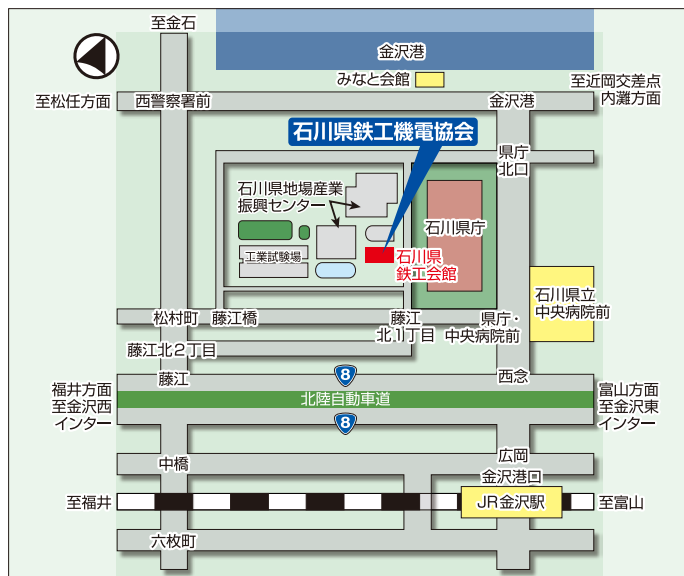 至金石
金沢港
みなと会館
至松任方面
西警察署前
金沢港
至近岡交差点
内灘方面
石川県鉄工機電協会
県庁
北口
石川県地場産業
振興センター
石川県庁
工業試験場
石川県
鉄工会館
石川県立
中央病院前
松村町
藤江橋
藤江
北1丁目
県庁・
中央病院前
藤江北2丁目
藤江
8
西念
福井方面
至金沢西
インター
北陸自動車道
富山方面
至金沢東
インター
8
中橋
広岡
金沢港口
至福井
JR金沢駅
至富山
六枚町